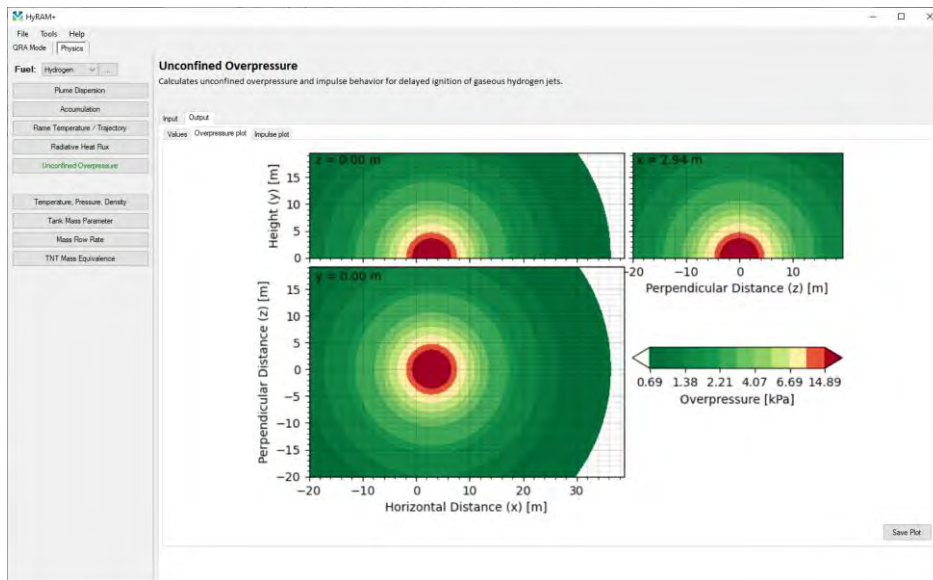 HyRAM+
File Tools Help
QRA Mode Physics
Fuel: Hydrogen ...
Plume Dispersion
Accumulation
Flame Temperature / Trajectory
Radiative Heat Flux
Unconfined Overpressure
Temperature, Pressure, Density
Tank Mass Parameter
Mass Flow Rate
TNT Mass Equivalence
Unconfined Overpressure
Calculates unconfined overpressure and impulse behavior for delayed ignition of gaseous hydrogen jets.
Input Output
Values Overpressure plot Impulse plot
z = 0.00 m
Height (y) [m]
15
10
5
0
x = 2.94 m
−20 −10 0 10
Perpendicular Distance (z) [m]
y = 0.00 m
Perpendicular Distance (z) [m]
15
10
5
0
−5
−10
−15
−20
−20 −10 0 10 20 30
Horizontal Distance (x) [m]
0.69 1.38 2.21 4.07 6.69 14.89
Overpressure [kPa]
Save Plot